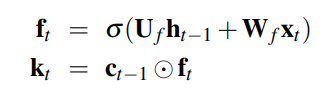 f_t = σ(U_f h_{t−1} + W_f x_t)
k_t = c_{t−1} ⊙ f_t